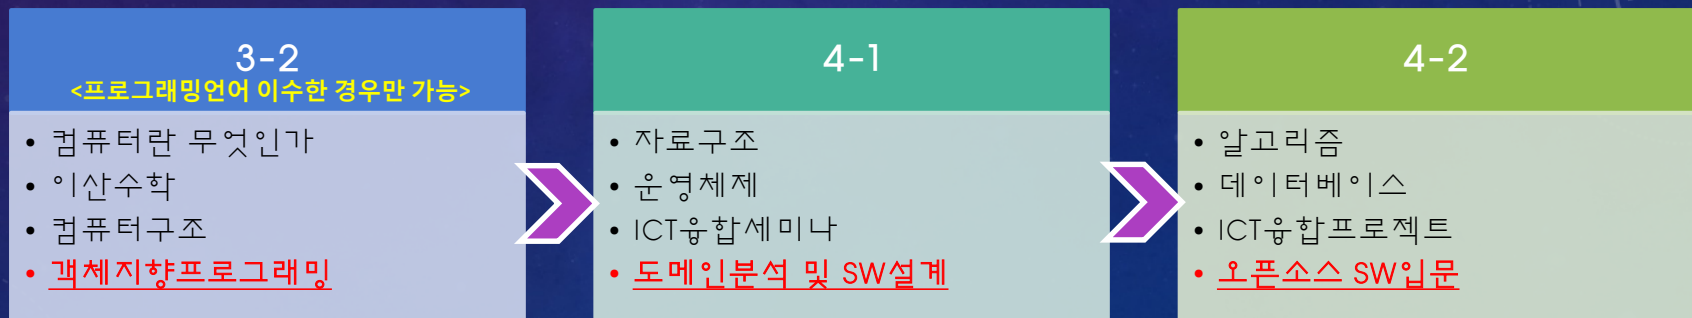 3-2
<프로그래밍언어 이수한 경우만 가능>
• 컴퓨터란 무엇인가
• 이산수학
• 컴퓨터구조
• 객체지향프로그래밍
4-1
• 자료구조
• 운영체제
• ICT융합세미나
• 도메인분석 및 SW설계
4-2
• 알고리즘
• 데이터베이스
• ICT융합프로젝트
• 오픈소스 SW입문